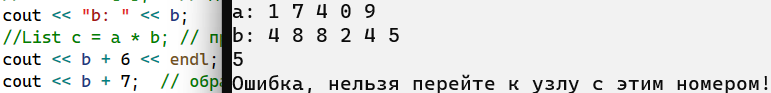 cout << "b: " << b;
//List c = a * b; // 
cout << b + 6 << endl;
cout << b + 7;  // обра
a: 1 7 4 0 9
b: 4 8 8 2 4 5
5
Ошибка, нельзя перейте к узлу с этим номером!